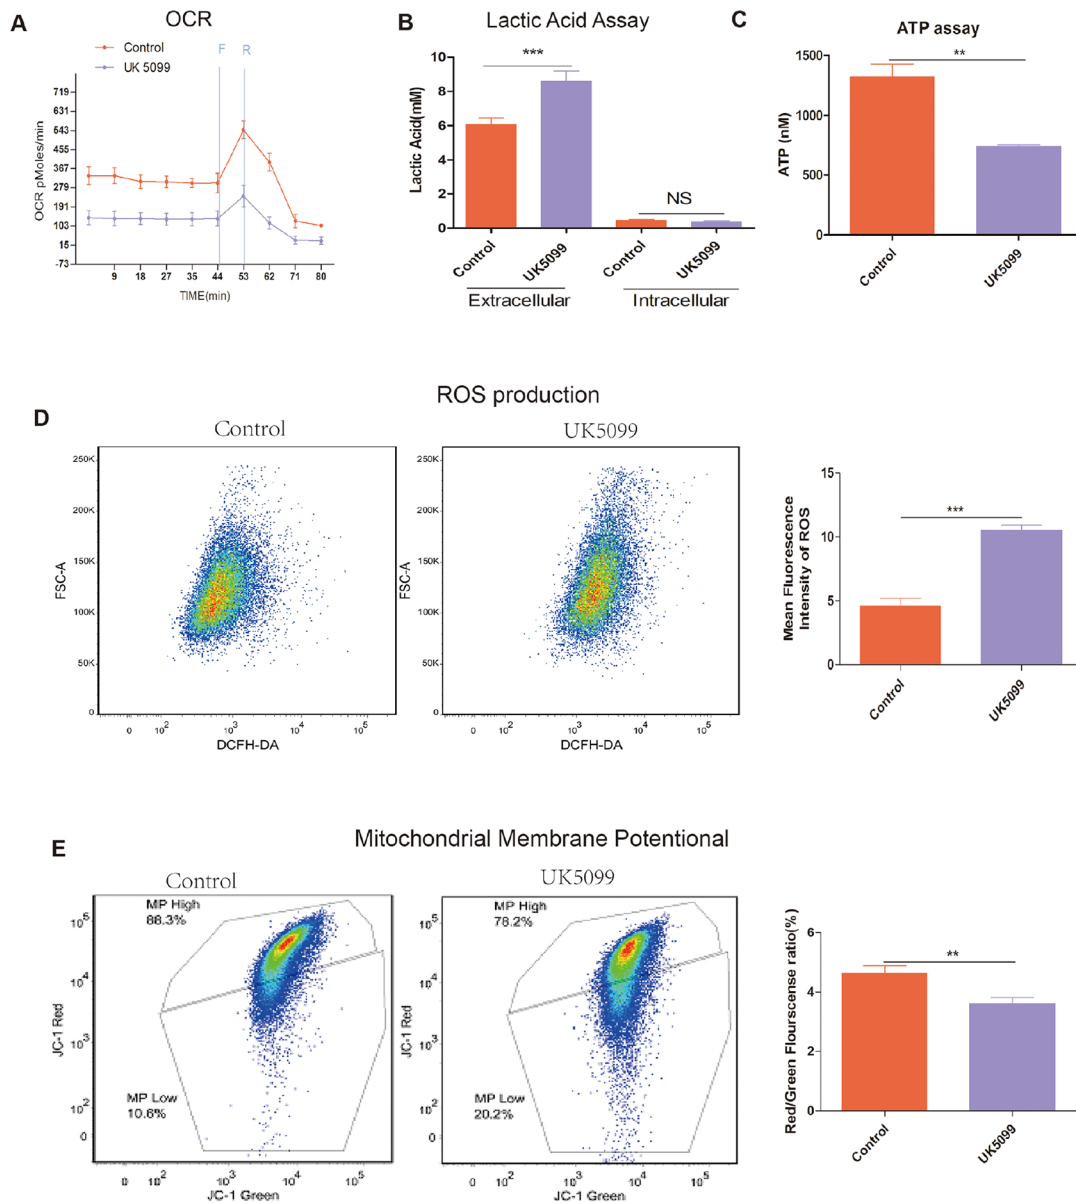 A
OCR
Control
UK 5099
F
R
OCR pMoles/min
719
631
543
455
367
279
191
103
15
-73
9 18 27 35 44 53 62 71 80
TIME(min)
B
Lactic Acid Assay
Lactic Acid(mM)
10
8
6
4
2
0
***
NS
Control
UK5099
Control
UK5099
Extracellular
Intracellular
C
ATP assay
ATP (nM)
1500
1000
500
0
**
Control
UK5099
ROS production
D
Control
FSC-A
250K
200K
150K
100K
50K
0
0 10² 10³ 10⁴ 10⁵
DCFH-DA
UK5099
FSC-A
250K
200K
150K
100K
50K
0
0 10² 10³ 10⁴ 10⁵
DCFH-DA
Mean Fluorescence
Intensity of ROS
15
10
5
0
***
Control
UK5099
Mitochondrial Membrane Potentional
E
Control
MP High
88.3%
MP Low
10.6%
JC-1 Red
10⁵
10⁴
10³
10²
0
0 10² 10³ 10⁴ 10⁵
JC-1 Green
UK5099
MP High
78.2%
MP Low
20.2%
JC-1 Red
10⁵
10⁴
10³
10²
0
0 10² 10³ 10⁴ 10⁵
JC-1 Green
Red/Green Flourscense ratio(%)
6
4
2
0
**
Control
UK5099